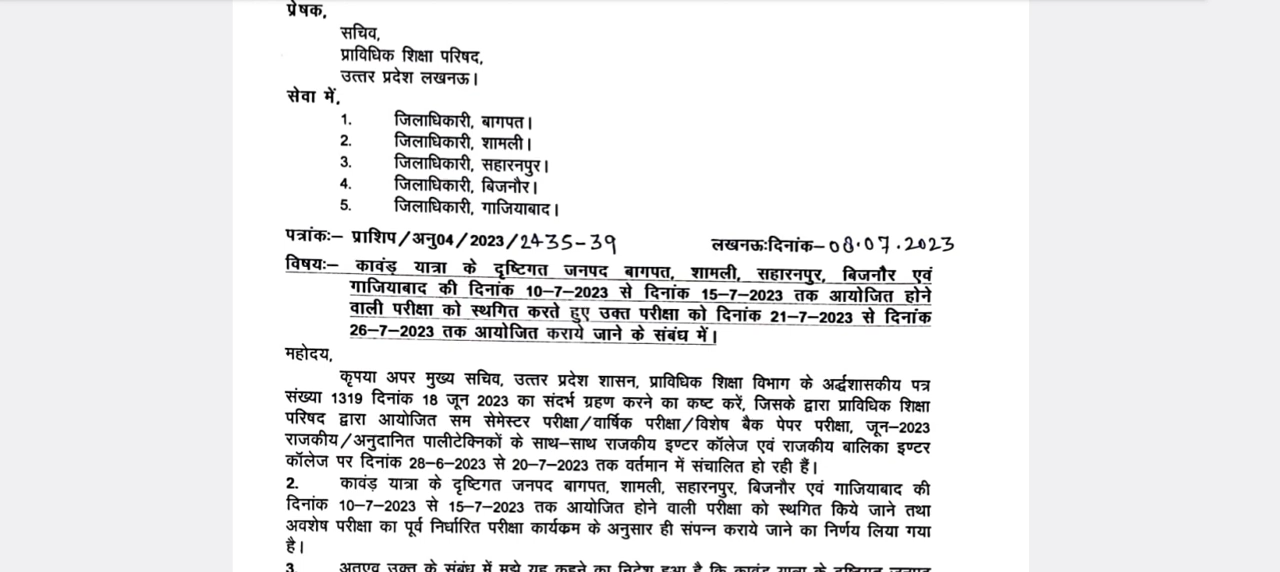 प्रेषक,
सचिव,
प्राविधिक शिक्षा परिषद,
उत्तर प्रदेश लखनऊ।
सेवा में,
1. जिलाधिकारी, बागपत।
2. जिलाधिकारी, शामली।
3. जिलाधिकारी, सहारनपुर।
4. जिलाधिकारी, बिजनौर।
5. जिलाधिकारी, गाजियाबाद।
पत्रांकः– प्राशिप/अनु04/2023/2435-39 लखनऊःदिनांक–08.07.2023
विषयः– कावंड़ यात्रा के दृष्टिगत जनपद बागपत, शामली, सहारनपुर, बिजनौर एवं
गाजियाबाद की दिनांक 10–7–2023 से दिनांक 15–7–2023 तक आयोजित होने
वाली परीक्षा को स्थगित करते हुए उक्त परीक्षा को दिनांक 21–7–2023 से दिनांक
26–7–2023 तक आयोजित कराये जाने के संबंध में।
महोदय,
कृपया अपर मुख्य सचिव, उत्तर प्रदेश शासन, प्राविधिक शिक्षा विभाग के अर्द्धशासकीय पत्र
संख्या 1319 दिनांक 18 जून 2023 का संदर्भ ग्रहण करने का कष्ट करें, जिसके द्वारा प्राविधिक शिक्षा
परिषद द्वारा आयोजित सम सेमेस्टर परीक्षा/वार्षिक परीक्षा/विशेष बैक पेपर परीक्षा, जून–2023
राजकीय/अनुदानित पालीटेक्निकों के साथ–साथ राजकीय इण्टर कॉलेज एवं राजकीय बालिका इण्टर
कॉलेज पर दिनांक 28–6–2023 से 20–7–2023 तक वर्तमान में संचालित हो रही हैं।
2. कावंड़ यात्रा के दृष्टिगत जनपद बागपत, शामली, सहारनपुर, बिजनौर एवं गाजियाबाद की
दिनांक 10–7–2023 से 15–7–2023 तक आयोजित होने वाली परीक्षा को स्थगित किये जाने तथा
अवशेष परीक्षा का पूर्व निर्धारित परीक्षा कार्यक्रम के अनुसार ही संपन्न कराये जाने का निर्णय लिया गया
है।
3. अतएव उक्त के संबंध में मुझे यह कहने का निदेश हुआ है कि कावंड़ यात्रा के दृष्टिगत जनपद